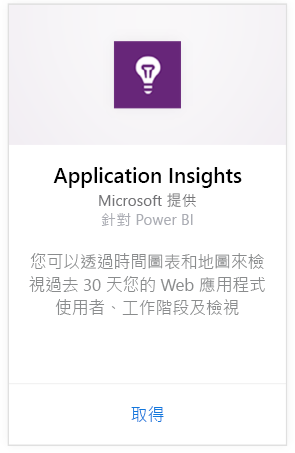 Application Insights
Microsoft 提供
針對 Power BI
您可以透過時間圖表和地圖來檢
視過去 30 天您的 Web 應用程式
使用者、工作階段及檢視
取得